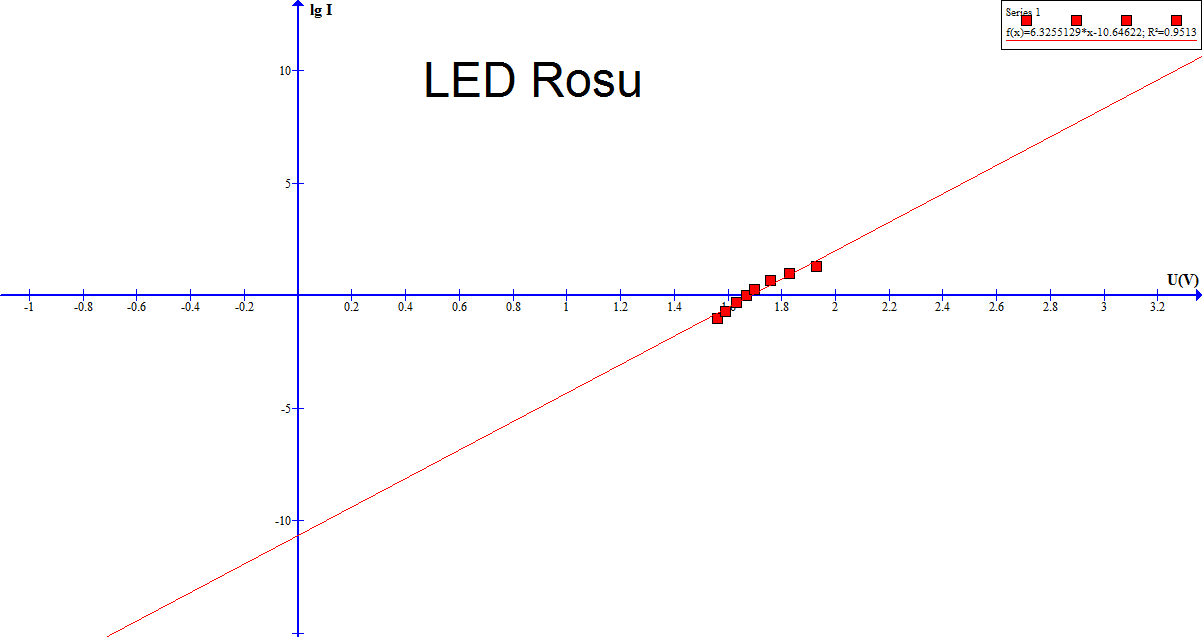 lg I
Series 1
f(x)=6.3255129*x-10.64622; R²=0.9513
LED Rosu
10
5
U(V)
-1 -0.8 -0.6 -0.4 -0.2 0.2 0.4 0.6 0.8 1 1.2 1.4 1.6 1.8 2 2.2 2.4 2.6 2.8 3 3.2
-5
-10